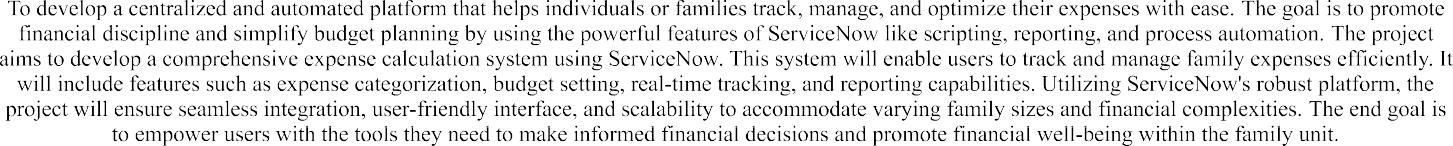 To develop a centralized and automated platform that helps individuals or families track, manage, and optimize their expenses with ease. The goal is to promote
financial discipline and simplify budget planning by using the powerful features of ServiceNow like scripting, reporting, and process automation. The project
aims to develop a comprehensive expense calculation system using ServiceNow. This system will enable users to track and manage family expenses efficiently. It
will include features such as expense categorization, budget setting, real-time tracking, and reporting capabilities. Utilizing ServiceNow's robust platform, the
project will ensure seamless integration, user-friendly interface, and scalability to accommodate varying family sizes and financial complexities. The end goal is
to empower users with the tools they need to make informed financial decisions and promote financial well-being within the family unit.